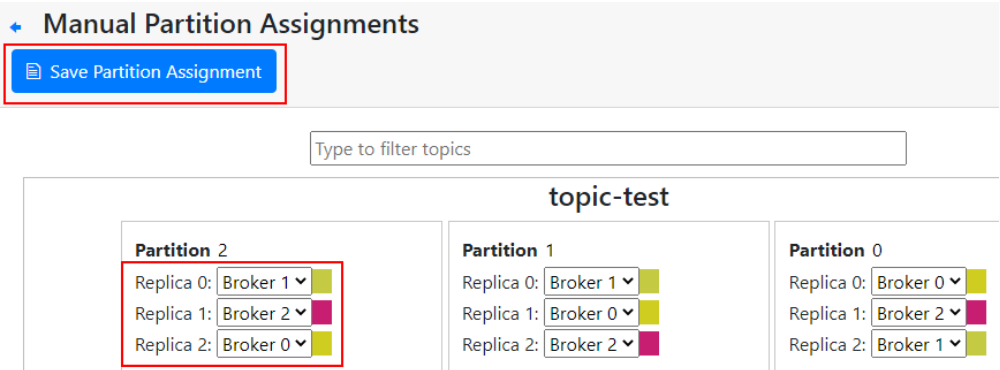 Manual Partition Assignments
Save Partition Assignment
Type to filter topics
topic-test
Partition 2
Replica 0: Broker 1
Replica 1: Broker 2
Replica 2: Broker 0
Partition 1
Replica 0: Broker 1
Replica 1: Broker 0
Replica 2: Broker 2
Partition 0
Replica 0: Broker 0
Replica 1: Broker 2
Replica 2: Broker 1